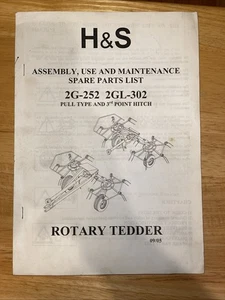 H&S
ASSEMBLY, USE AND MAINTENANCE
SPARE PARTS LIST
2G-252 2GL-302
PULL TYPE AND 3rd POINT HITCH
ROTARY TEDDER
09/05